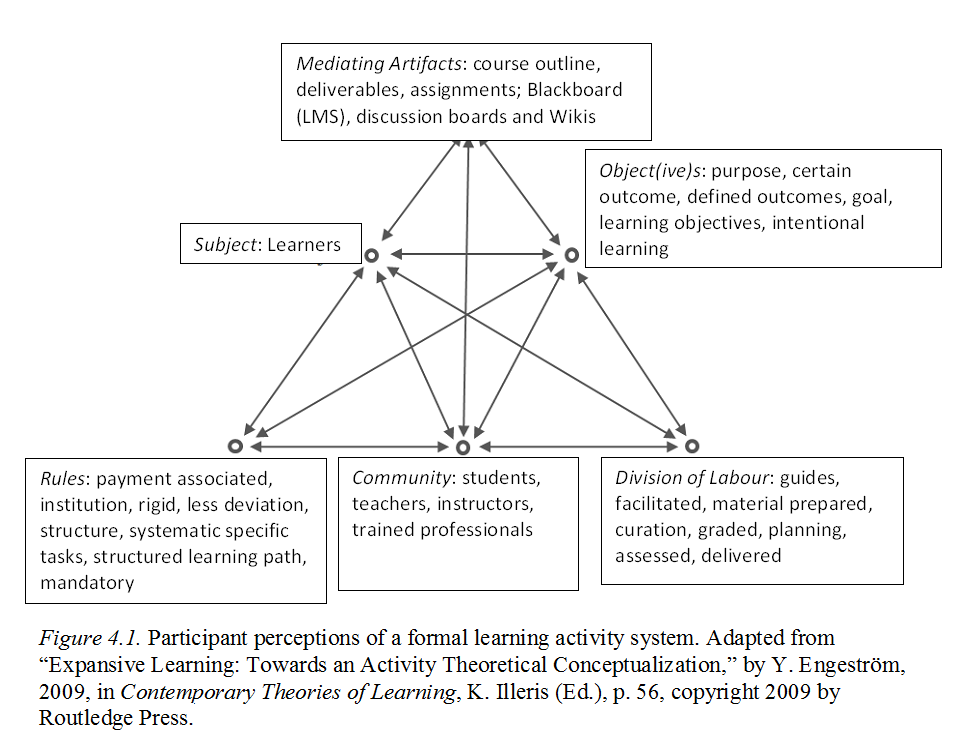 Mediating Artifacts: course outline,
deliverables, assignments; Blackboard
(LMS), discussion boards and Wikis
Object(ive)s: purpose, certain
outcome, defined outcomes, goal,
learning objectives, intentional
learning
Subject: Learners
Rules: payment associated,
institution, rigid, less deviation,
structure, systematic specific
tasks, structured learning path,
mandatory
Community: students,
teachers, instructors,
trained professionals
Division of Labour: guides,
facilitated, material prepared,
curation, graded, planning,
assessed, delivered
Figure 4.1. Participant perceptions of a formal learning activity system. Adapted from
“Expansive Learning: Towards an Activity Theoretical Conceptualization,” by Y. Engeström,
2009, in Contemporary Theories of Learning, K. Illeris (Ed.), p. 56, copyright 2009 by
Routledge Press.